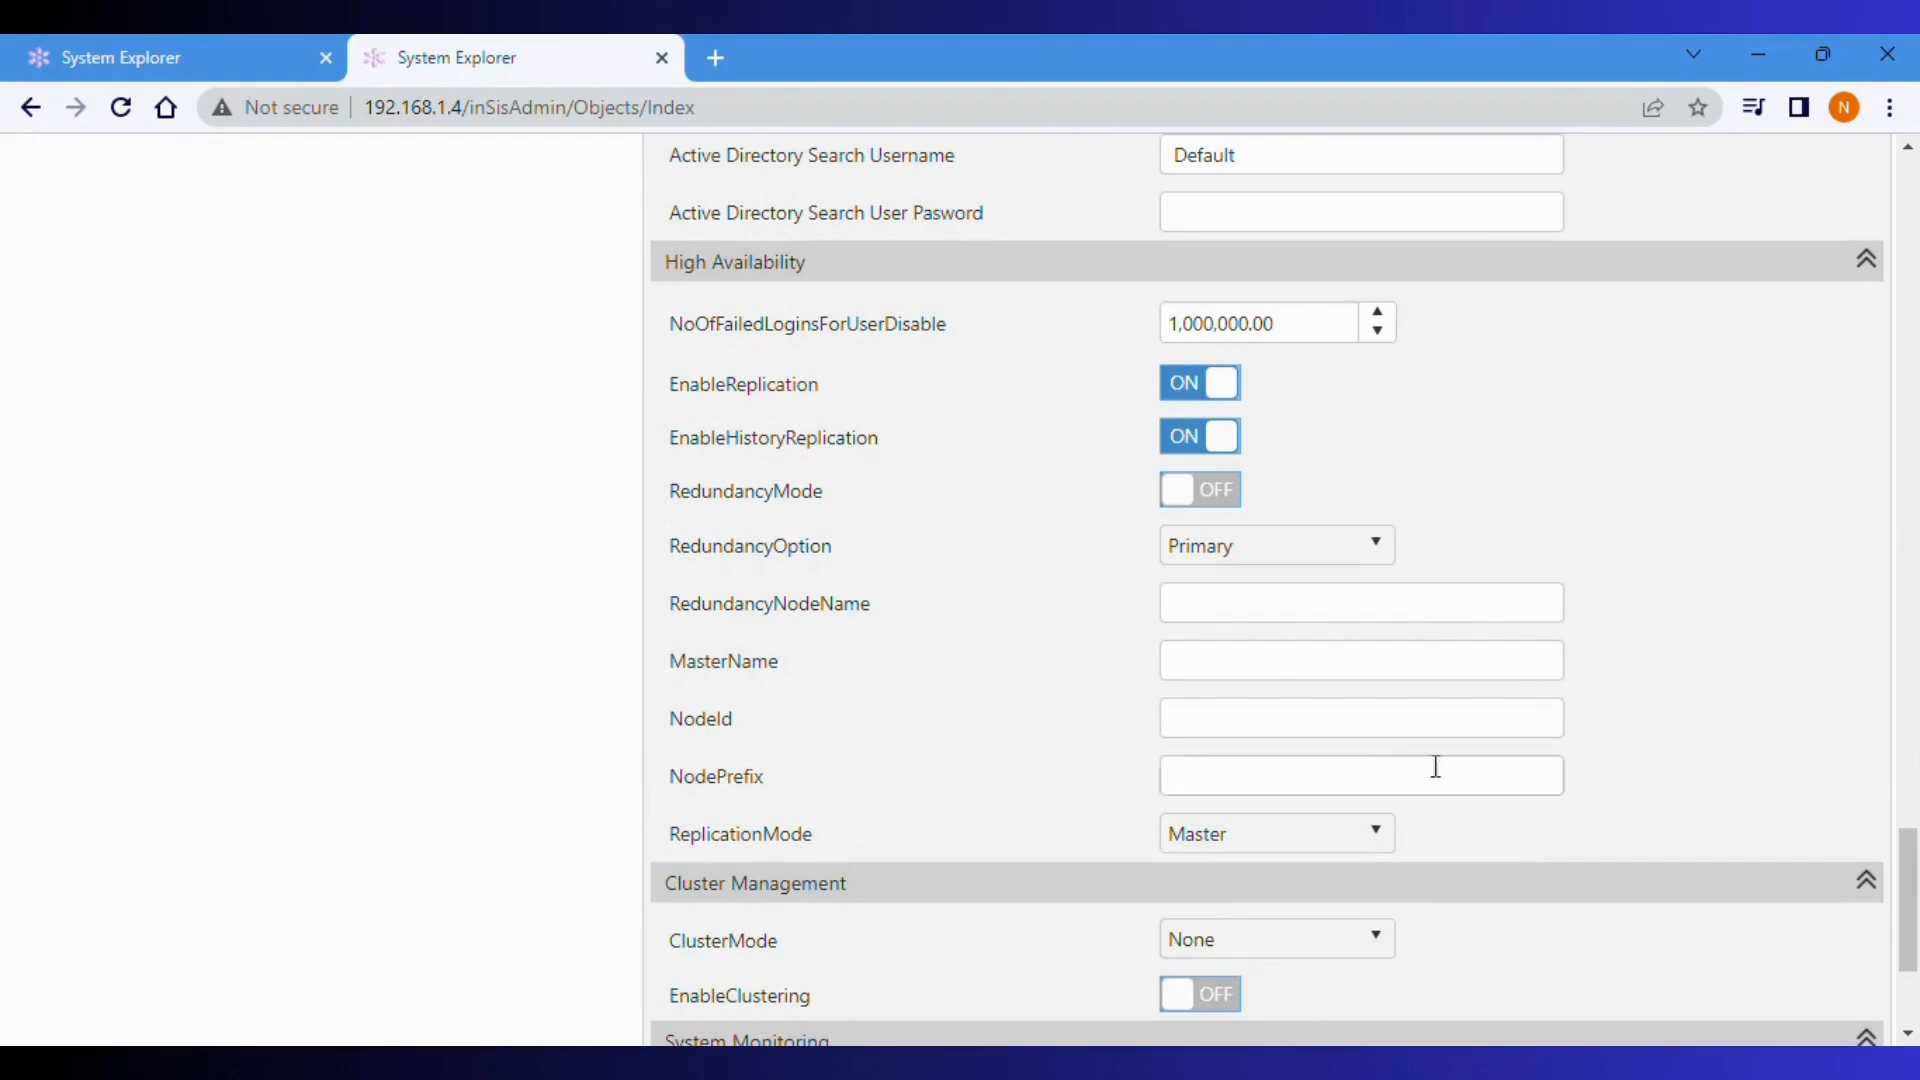 System Explorer
System Explorer
Not secure 192.168.1.4/inSisAdmin/Objects/Index
N
Active Directory Search Username Default
Active Directory Search User Pasword
High Availability
NoOfFailedLoginsForUserDisable 1,000,000.00
EnableReplication ON
EnableHistoryReplication ON
RedundancyMode OFF
RedundancyOption Primary
RedundancyNodeName
MasterName
NodeId
NodePrefix
ReplicationMode Master
Cluster Management
ClusterMode None
EnableClustering OFF
System Monitoring